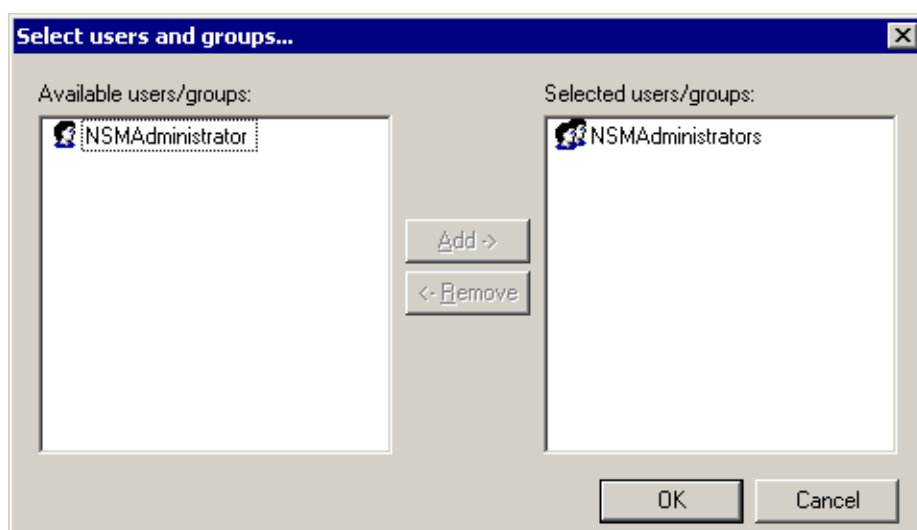 Select users and groups...
Available users/groups:
Selected users/groups:
NSMAdministrator
NSMAdministrators
Add ->
<- Remove
OK
Cancel